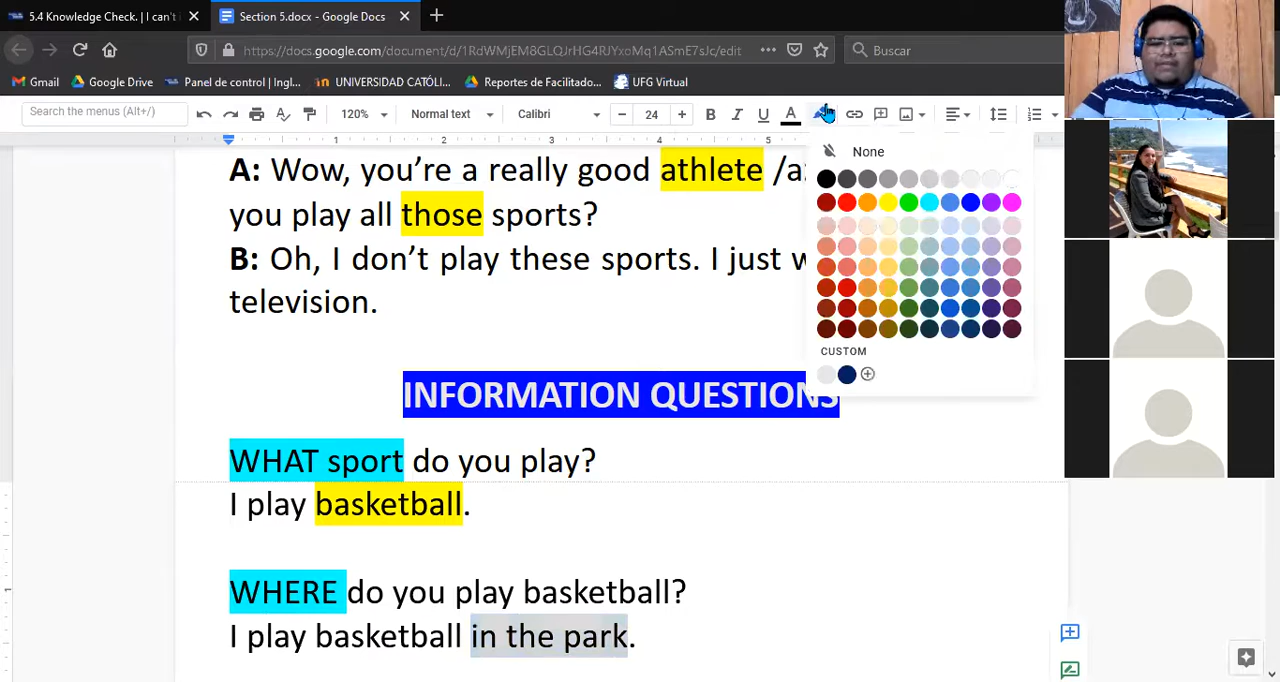 5.4 Knowledge Check. | I can't i
Section 5.docx - Google Docs
https://docs.google.com/document/d/1RdWMjEM8GLQJrHG4RJYxoMq1ASmE7sJc/edit
Buscar
Gmail
Google Drive
Panel de control | Ingl...
UNIVERSIDAD CATÓLI...
Reportes de Facilitado...
UFG Virtual
Search the menus (Alt+/)
120%
Normal text
Calibri
24
None
CUSTOM
2
3
4
5
A: Wow, you're a really good athlete /a
you play all those sports?
B: Oh, I don't play these sports. I just w
television.
INFORMATION QUESTIONS
WHAT sport do you play?
I play basketball.
WHERE do you play basketball?
I play basketball in the park.